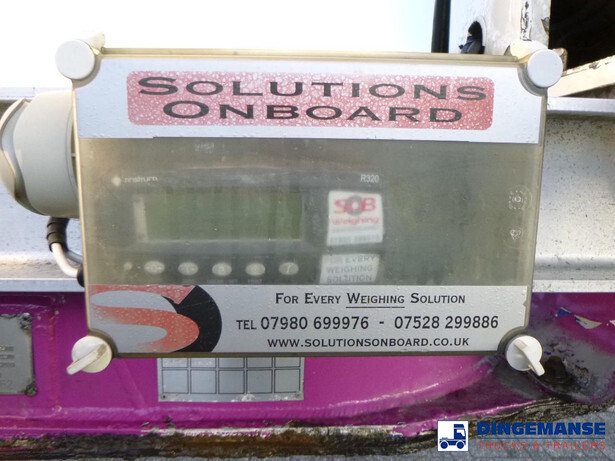 SOLUTIONS
ONBOARD
R320
SOB
Weighing
FOR EVERY
WEIGHING
SOLUTION
FOR EVERY WEIGHING SOLUTION
TEL 07980 699976 - 07528 299886
WWW.SOLUTIONSONBOARD.CO.UK
DINGEMANSE
TRUCKS & TRAILERS